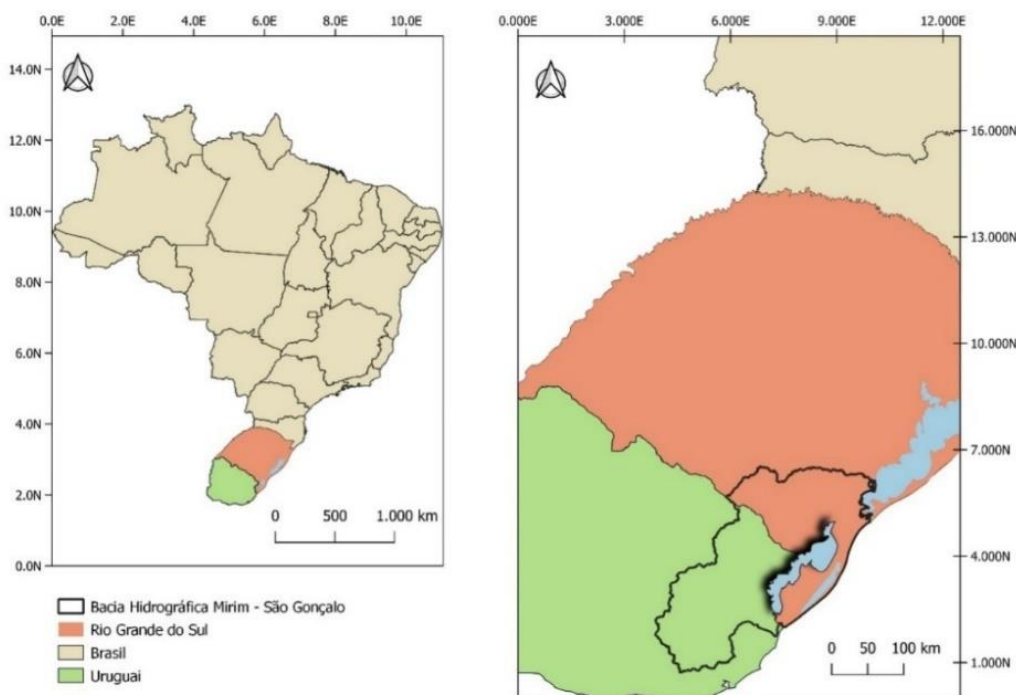 0.0E 2.0E 4.0E 6.0E 8.0E 10.0E
14.0N
12.0N
10.0N
8.0N
6.0N
4.0N
2.0N
0.0N
0 500 1.000 km
Bacia Hidrográfica Mirim - São Gonçalo
Rio Grande do Sul
Brasil
Uruguai
0.000E 3.000E 6.000E 9.000E 12.000E
16.000N
13.000N
10.000N
7.000N
4.000N
1.000N
0 50 100 km